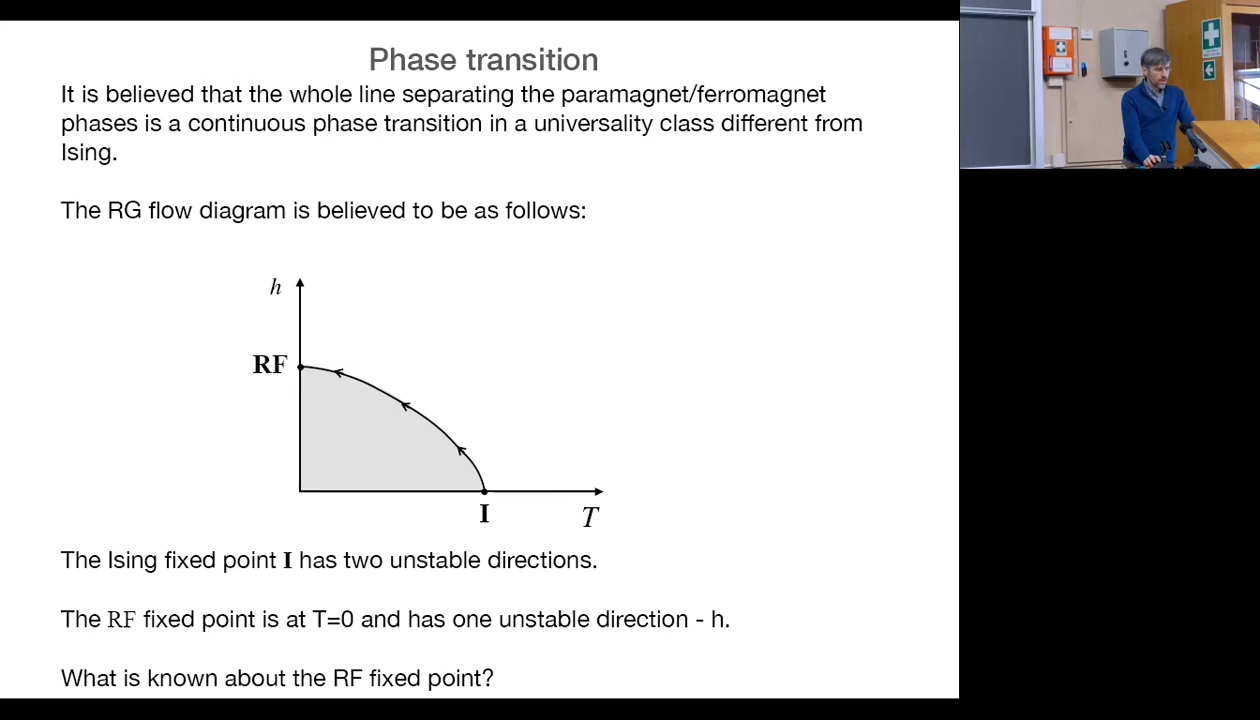 Phase transition
It is believed that the whole line separating the paramagnet/ferromagnet
phases is a continuous phase transition in a universality class different from
Ising.
The RG flow diagram is believed to be as follows:
h
RF
I
T
The Ising fixed point I has two unstable directions.
The RF fixed point is at T=0 and has one unstable direction - h.
What is known about the RF fixed point?